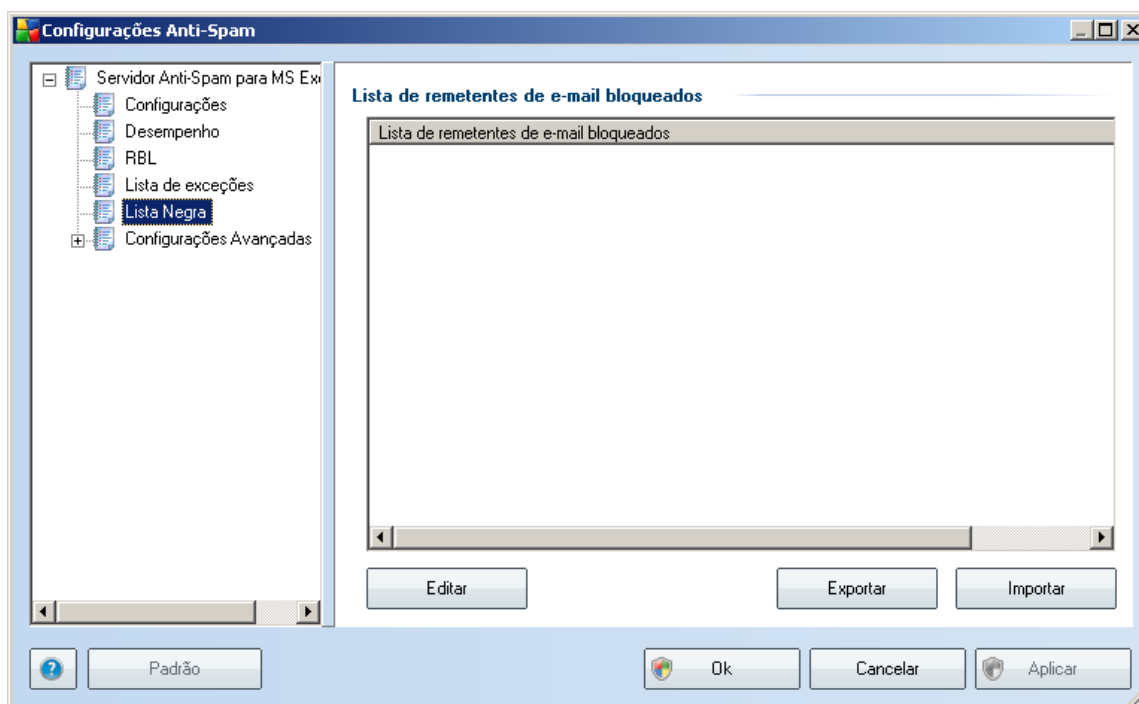 Configurações Anti-Spam
Servidor Anti-Spam para MS Ex
Configurações
Desempenho
RBL
Lista de exceções
Lista Negra
Configurações Avançadas
Lista de remetentes de e-mail bloqueados
Lista de remetentes de e-mail bloqueados
Editar
Exportar
Importar
Padrão
Ok
Cancelar
Aplicar